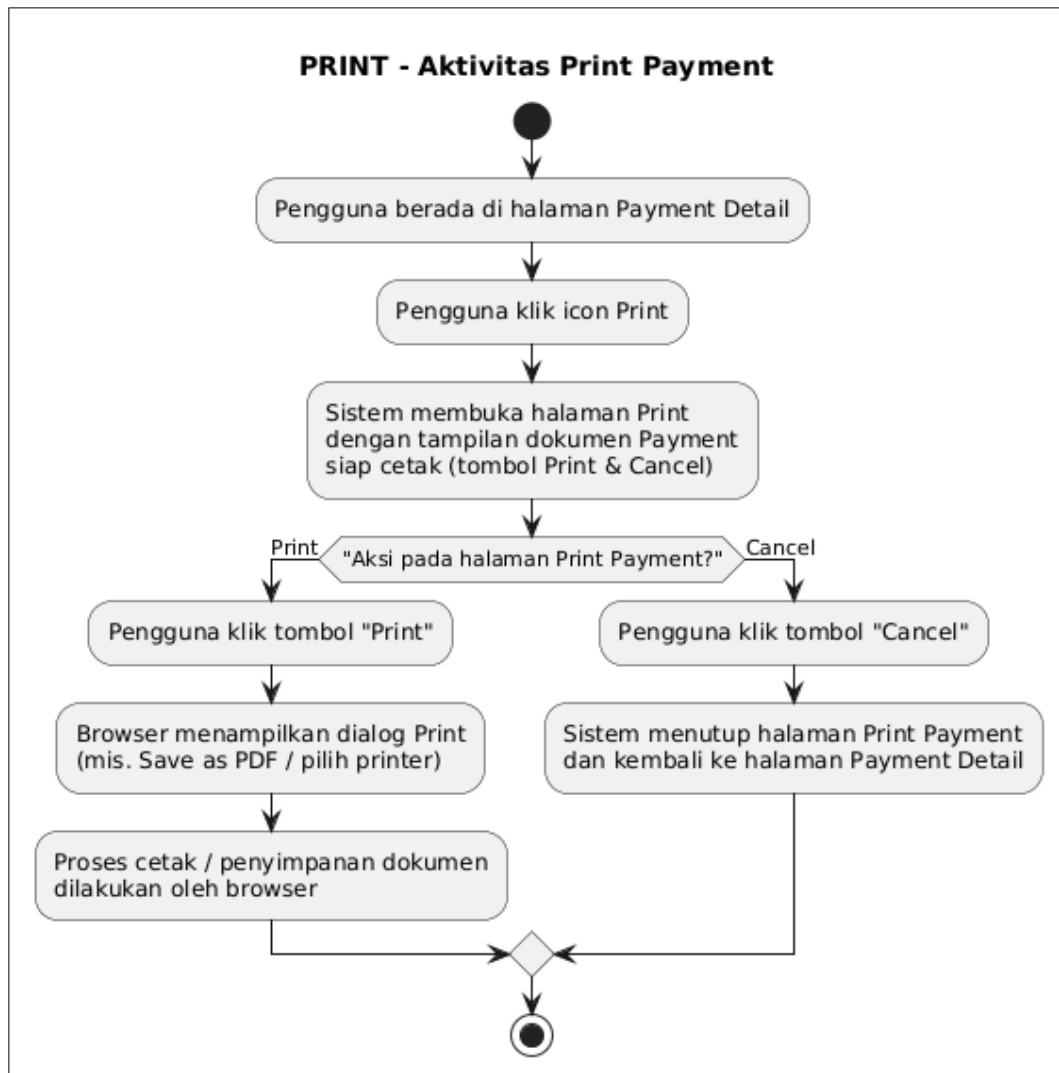 PRINT - Aktivitas Print Payment
Pengguna berada di halaman Payment Detail
Pengguna klik icon Print
Sistem membuka halaman Print
dengan tampilan dokumen Payment
siap cetak (tombol Print & Cancel)
Print
"Aksi pada halaman Print Payment?"
Cancel
Pengguna klik tombol "Print"
Browser menampilkan dialog Print
(mis. Save as PDF / pilih printer)
Proses cetak / penyimpanan dokumen
dilakukan oleh browser
Pengguna klik tombol "Cancel"
Sistem menutup halaman Print Payment
dan kembali ke halaman Payment Detail